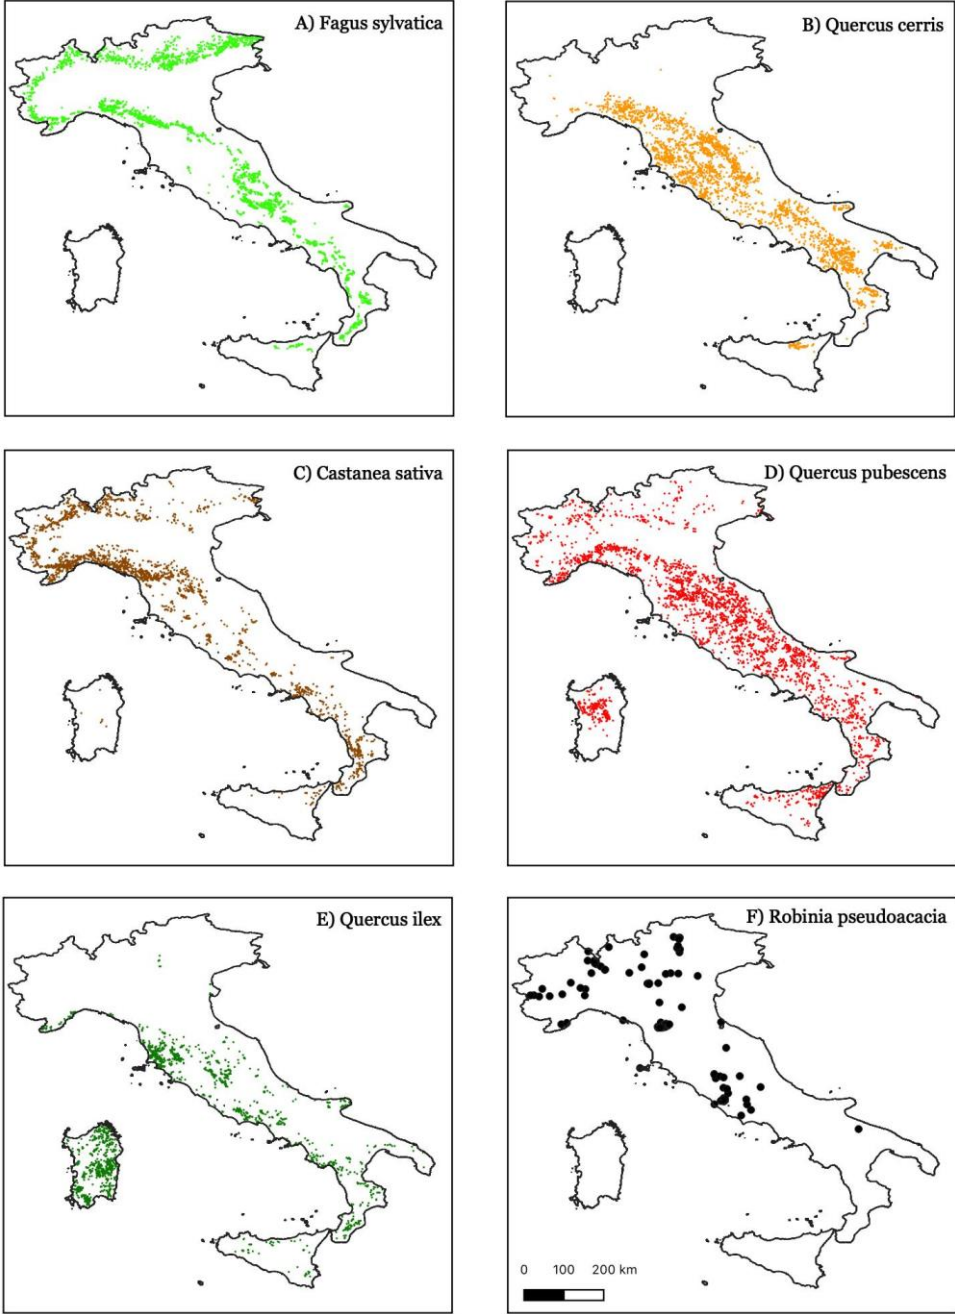 A) Fagus sylvatica
B) Quercus cerris
C) Castanea sativa
D) Quercus pubescens
E) Quercus ilex
F) Robinia pseudoacacia
0 100 200 km